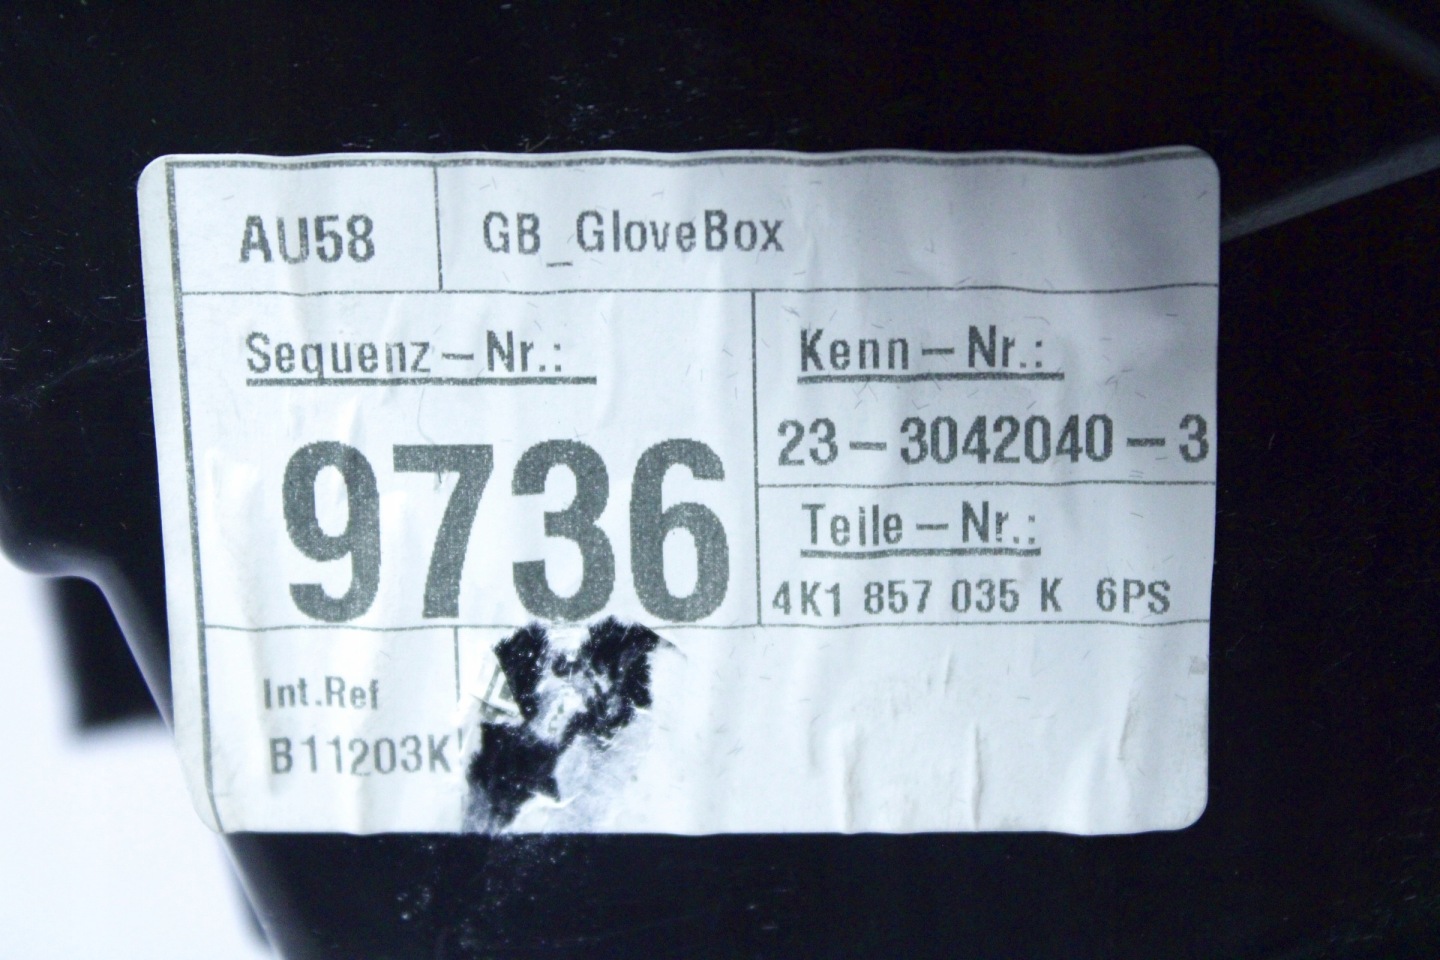 AU58 GB_GloveBox
Sequenz-Nr.:
9736
Kenn-Nr.:
23-3042040-3
Teile-Nr.:
4K1 857 035 K 6PS
Int.Ref
B11203K